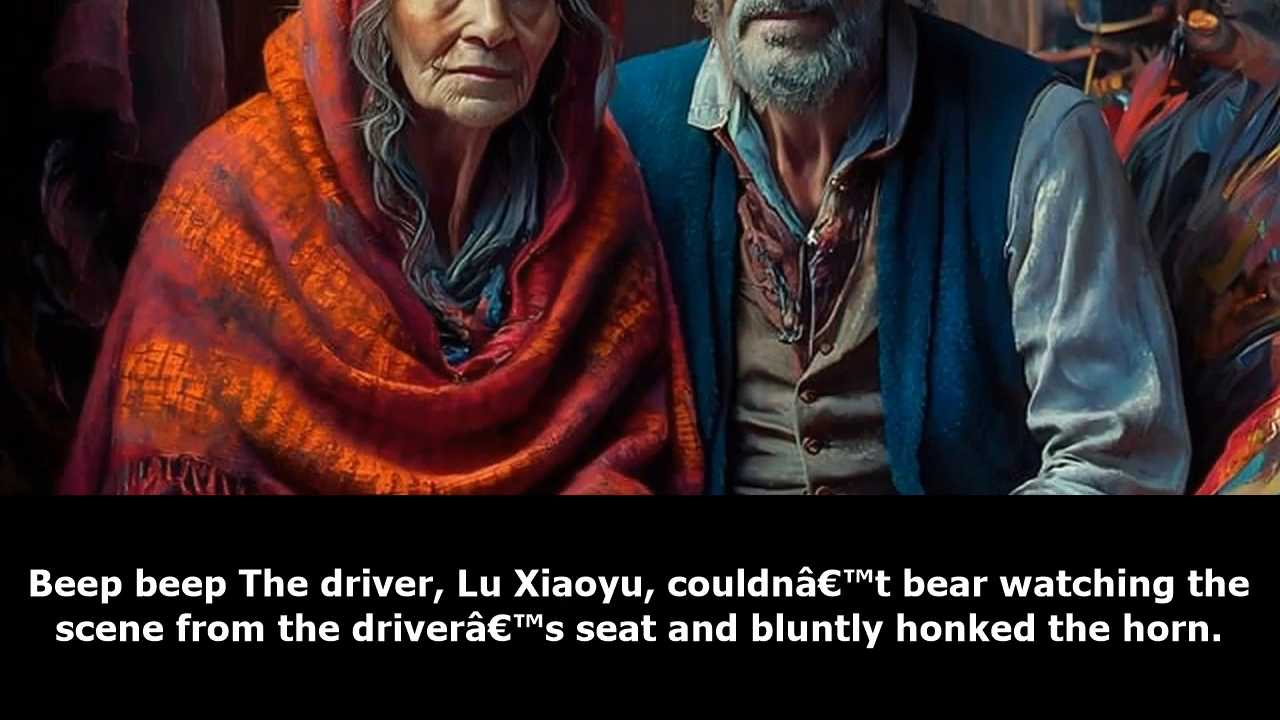 Beep beep The driver, Lu Xiaoyu, couldnâ€™t bear watching the
scene from the driverâ€™s seat and bluntly honked the horn.